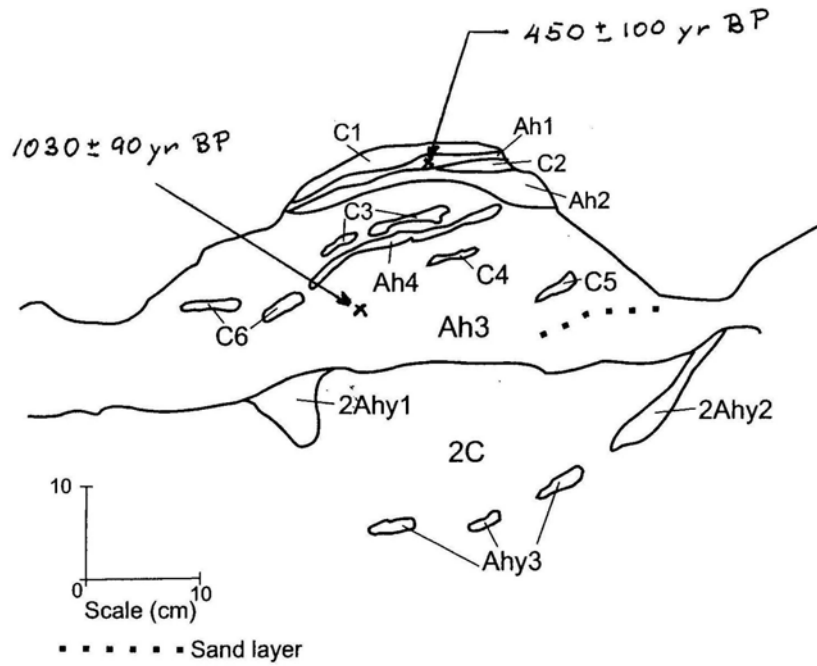 450 ± 100 yr BP
1030 ± 90 yr BP
C1
Ah1
C2
Ah2
C3
Ah4
C4
C5
C6
Ah3
2Ahy1
2Ahy2
2C
10
Ahy3
0
10
Scale (cm)
Sand layer